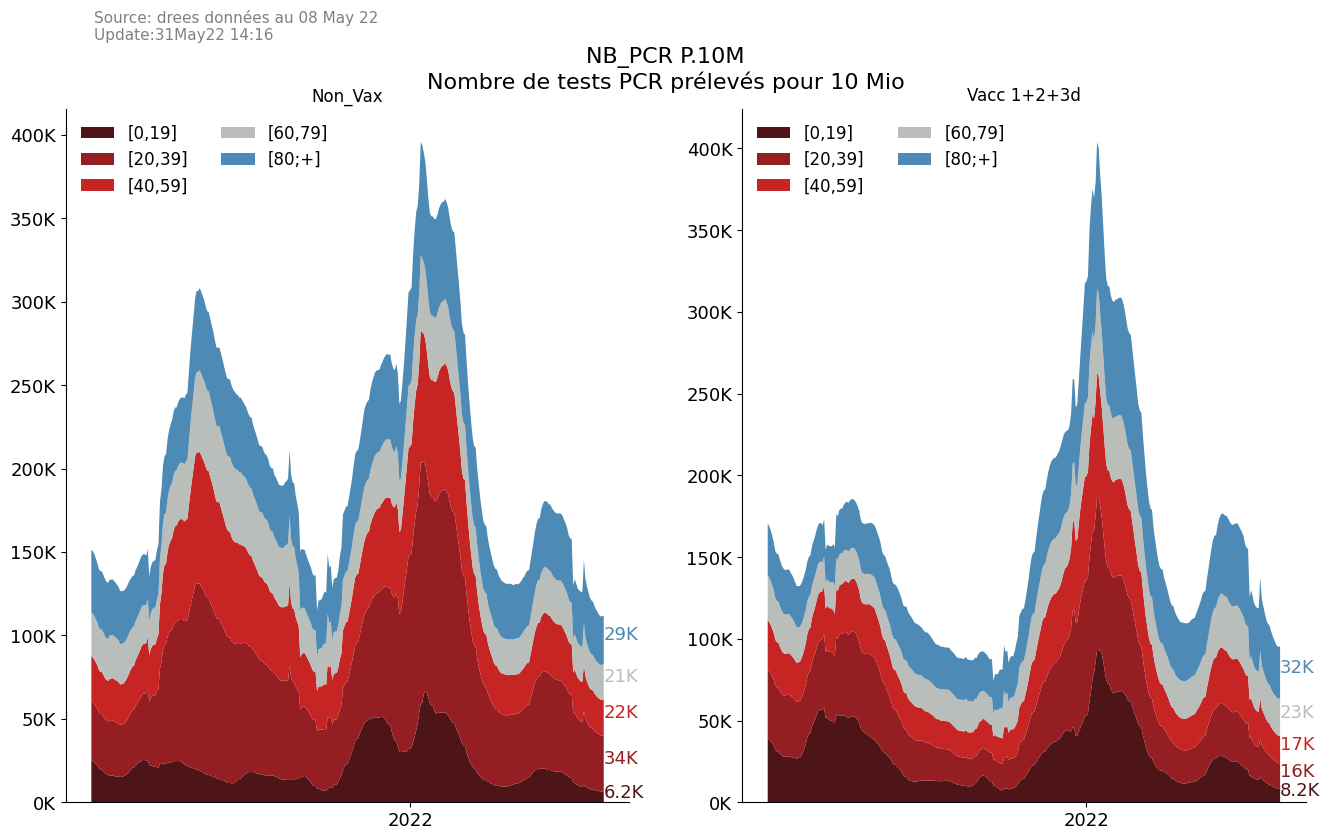 Source: drees données au 08 May 22
Update:31May22 14:16
NB_PCR P.10M
Nombre de tests PCR prélevés pour 10 Mio
Non_Vax
[0,19]
[20,39]
[40,59]
[60,79]
[80;+]
400K
350K
300K
250K
200K
150K
100K
50K
0K
29K
21K
22K
34K
6.2K
2022
Vacc 1+2+3d
[0,19]
[20,39]
[40,59]
[60,79]
[80;+]
400K
350K
300K
250K
200K
150K
100K
50K
0K
32K
23K
17K
16K
8.2K
2022